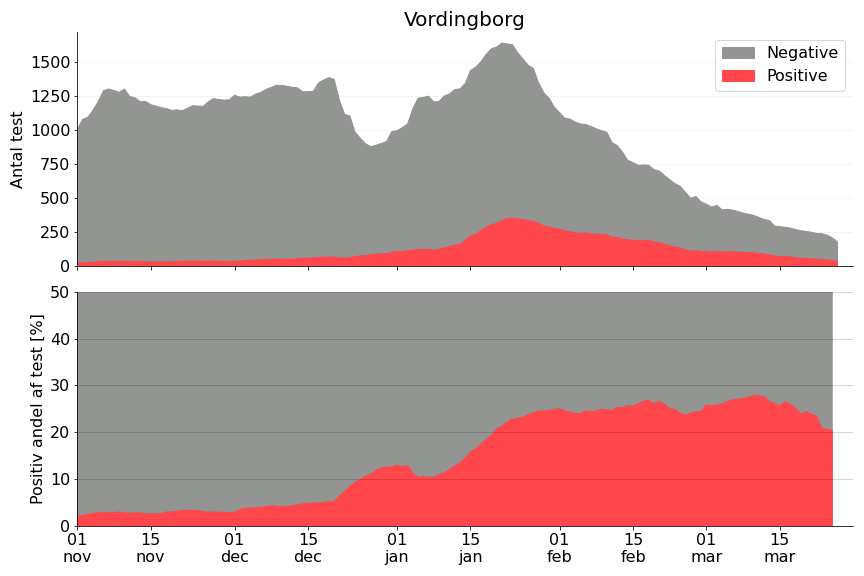 Vordingborg
Antal test
1500
1250
1000
750
500
250
0
Negative
Positive
Positiv andel af test [%]
50
40
30
20
10
0
01 15 01 15 01 15 01 15 01 15
nov nov dec dec jan jan feb feb mar mar